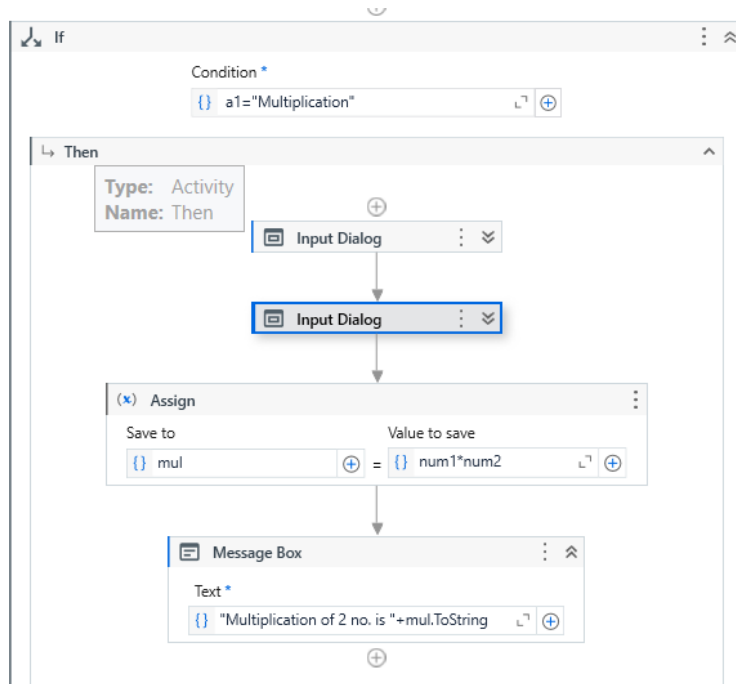 If
Condition *
{} a1="Multiplication"
Then
Type: Activity
Name: Then
Input Dialog
Input Dialog
(x) Assign
Save to Value to save
{} mul = {} num1*num2
Message Box
Text *
{} "Multiplication of 2 no. is "+mul.ToString